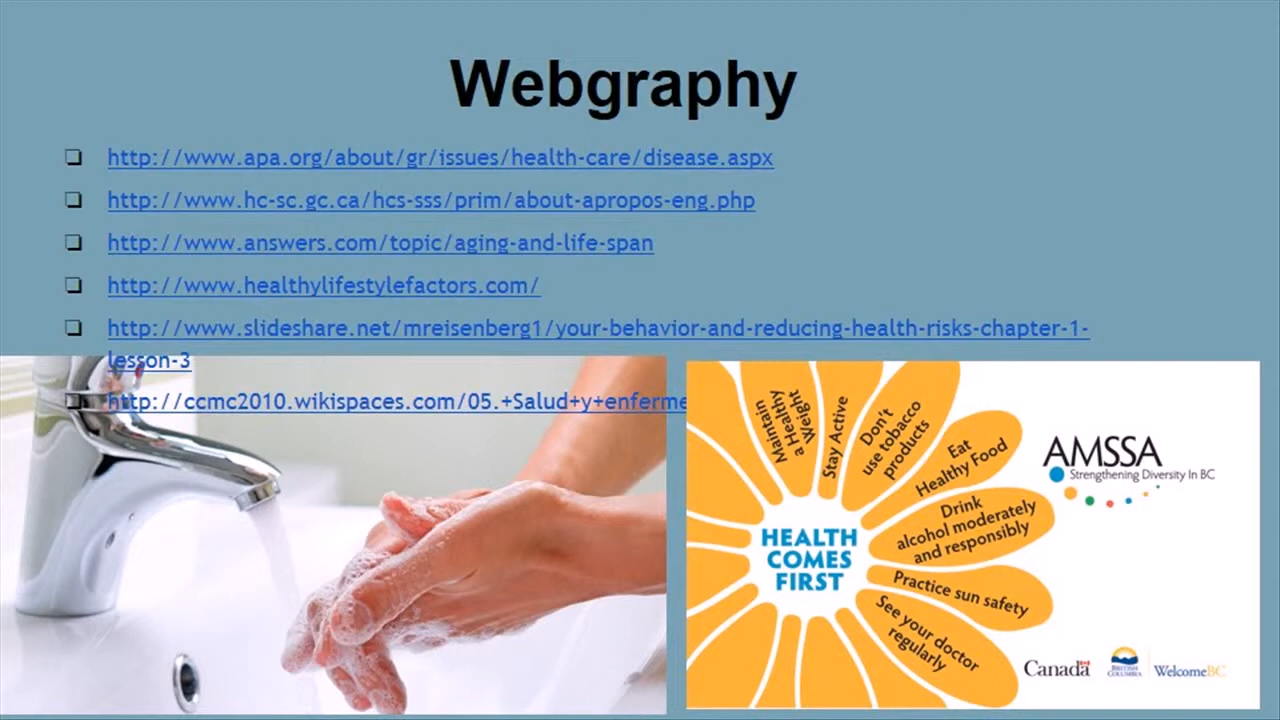 Webgraphy
http://www.apa.org/about/gr/issues/health-care/disease.aspx
http://www.hc-sc.gc.ca/hcs-sss/prim/about-apropos-eng.php
http://www.answers.com/topic/aging-and-life-span
http://www.healthylifestylefactors.com/
http://www.slideshare.net/mreisenberg1/your-behavior-and-reducing-health-risks-chapter-1-
lesson-3
http://ccmc2010.wikispaces.com/05.+Salud+y+enferme
Maintain
a Healthy
Weight
Stay Active
Don't
use tobacco
products
Eat
Healthy Food
Drink
alcohol moderately
and responsibly
Practice sun safety
See your doctor
regularly
HEALTH
COMES
FIRST
AMSSA
Strengthening Diversity In BC
Canada
BRITISH
COLUMBIA
WelcomeBC